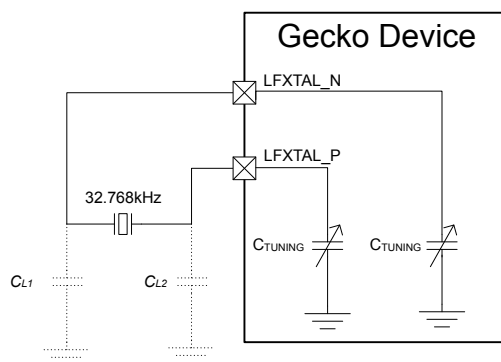 Gecko Device
LFXTAL_N
LFXTAL_P
32.768kHz
CTUNING
CTUNING
CL1
CL2